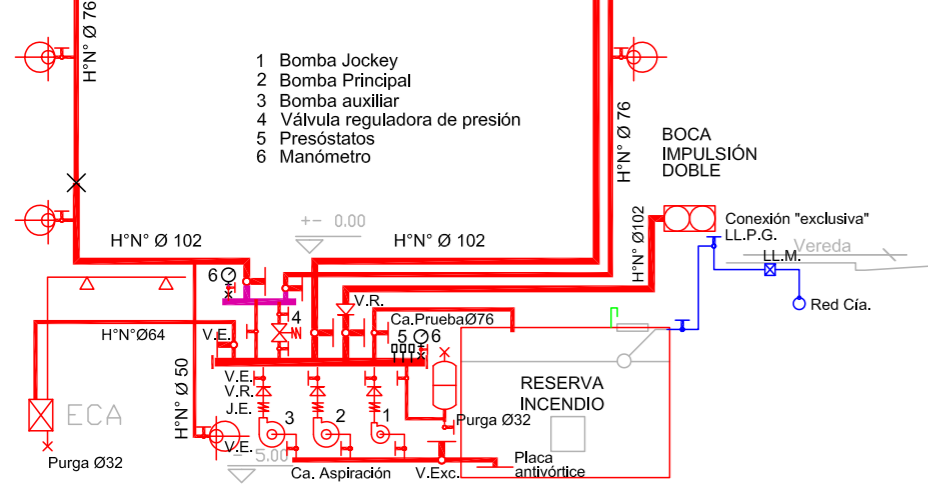 H°N° Ø 76
1 Bomba Jockey
2 Bomba Principal
3 Bomba auxiliar
4 Válvula reguladora de presión
5 Presóstatos
6 Manómetro
H°N° Ø 76
BOCA
IMPULSIÓN
DOBLE
+- 0.00
H°N° Ø 102
H°N° Ø 102
H°N° Ø102
Conexión "exclusiva"
LL.P.G.
Vereda
LL.M.
Red Cía.
6
V.R.
4
Ca.PruebaØ76
5
6
H°N°Ø64
V.E.
V.E.
V.R.
J.E.
3
2
1
RESERVA
INCENDIO
ECA
H°N° Ø 50
V.E.
Purga Ø32
Purga Ø32
- 5.00
Ca. Aspiración
V.Exc.
Placa
antivórtice